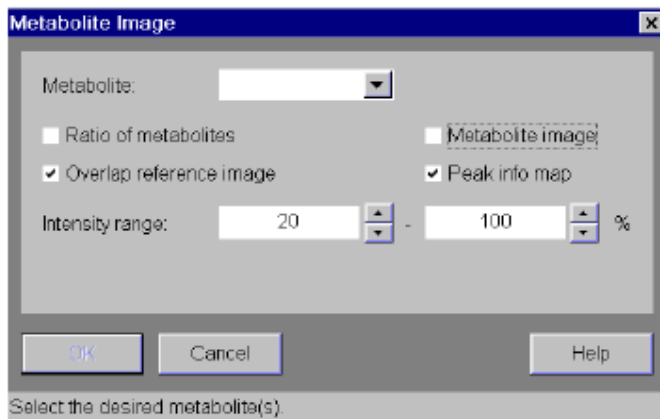 Metabolite Image
Metabolite:
Ratio of metabolites
Metabolite image
Overlap reference image
Peak info map
Intensity range: 20 - 100 %
OK Cancel Help
Select the desired metabolite(s).